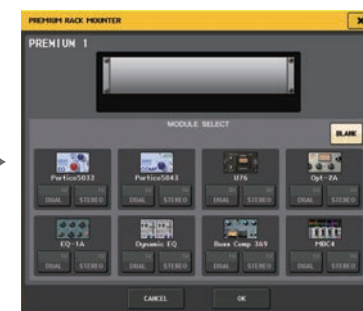 PREMIUM RACK MOUNTER
PREMIUM 1
MODULE SELECT
BLANK
Portico5033 Portico5043 U76 Opt-2A
DUAL STEREO DUAL STEREO DUAL STEREO DUAL STEREO
EQ-1A Dynamic EQ Buss Comp 369 MBC4
DUAL STEREO DUAL STEREO DUAL STEREO DUAL STEREO
CANCEL OK